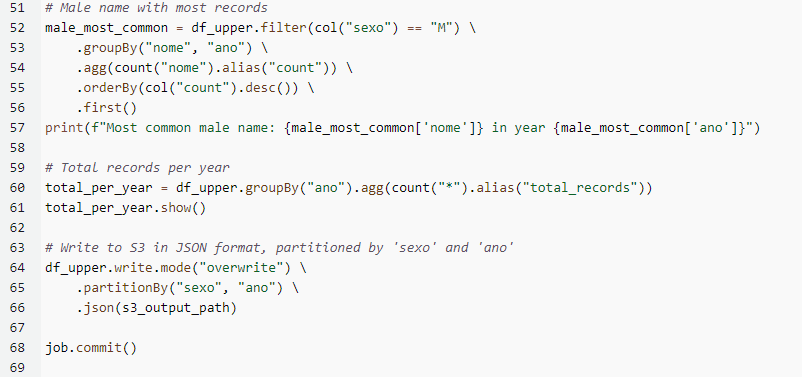 51 # Male name with most records
52 male_most_common = df_upper.filter(col("sexo") == "M") \
53     .groupBy("nome", "ano") \
54     .agg(count("nome").alias("count")) \
55     .orderBy(col("count").desc()) \
56     .first()
57 print(f"Most common male name: {male_most_common['nome']} in year {male_most_common['ano']}")
58
59 # Total records per year
60 total_per_year = df_upper.groupBy("ano").agg(count("*").alias("total_records"))
61 total_per_year.show()
62
63 # Write to S3 in JSON format, partitioned by 'sexo' and 'ano'
64 df_upper.write.mode("overwrite") \
65     .partitionBy("sexo", "ano") \
66     .json(s3_output_path)
67
68 job.commit()
69